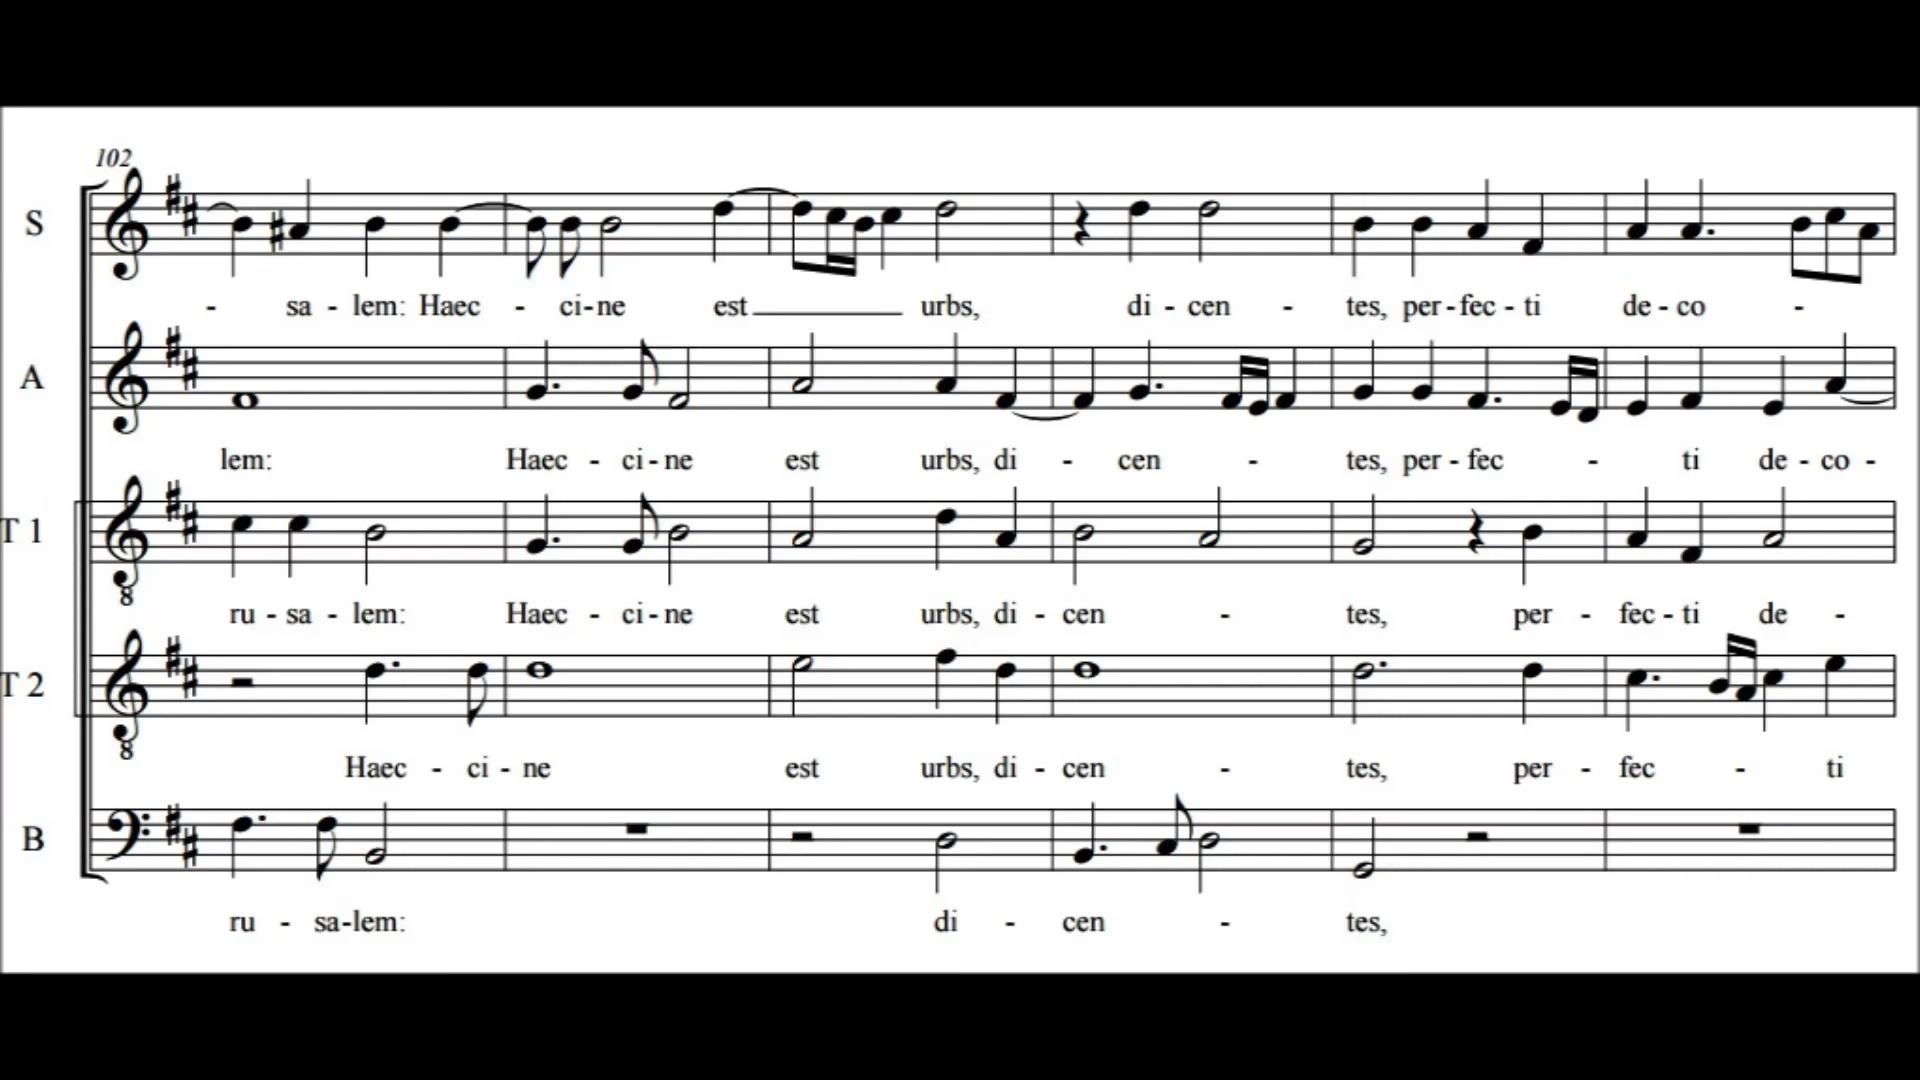 102
S
- sa - lem: Haec - ci - ne est urbs, di - cen - tes, per - fec - ti de - co -
A
lem: Haec - ci - ne est urbs, di - cen - tes, per - fec - ti de - co -
T 1
8
ru - sa - lem: Haec - ci - ne est urbs, di - cen - tes, per - fec - ti de -
T 2
8
Haec - ci - ne est urbs, di - cen - tes, per - fec - ti
B
ru - sa - lem: di - cen - tes,